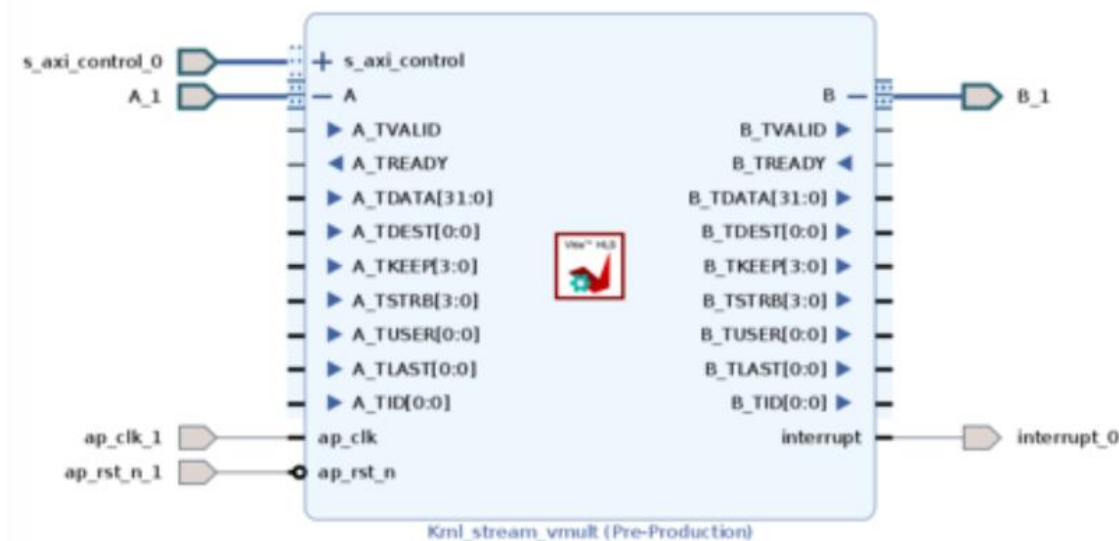 s_axi_control_0
s_axi_control
A_1
A
B
B_1
A_TVALID
B_TVALID
A_TREADY
B_TREADY
A_TDATA[31:0]
B_TDATA[31:0]
A_TDEST[0:0]
B_TDEST[0:0]
A_TKEEP[3:0]
B_TKEEP[3:0]
Vitis™ HLS
A_TSTRB[3:0]
B_TSTRB[3:0]
A_TUSER[0:0]
B_TUSER[0:0]
A_TLAST[0:0]
B_TLAST[0:0]
A_TID[0:0]
B_TID[0:0]
ap_clk_1
ap_clk
interrupt
interrupt_0
ap_rst_n_1
ap_rst_n
Krnl_stream_vmult (Pre-Production)